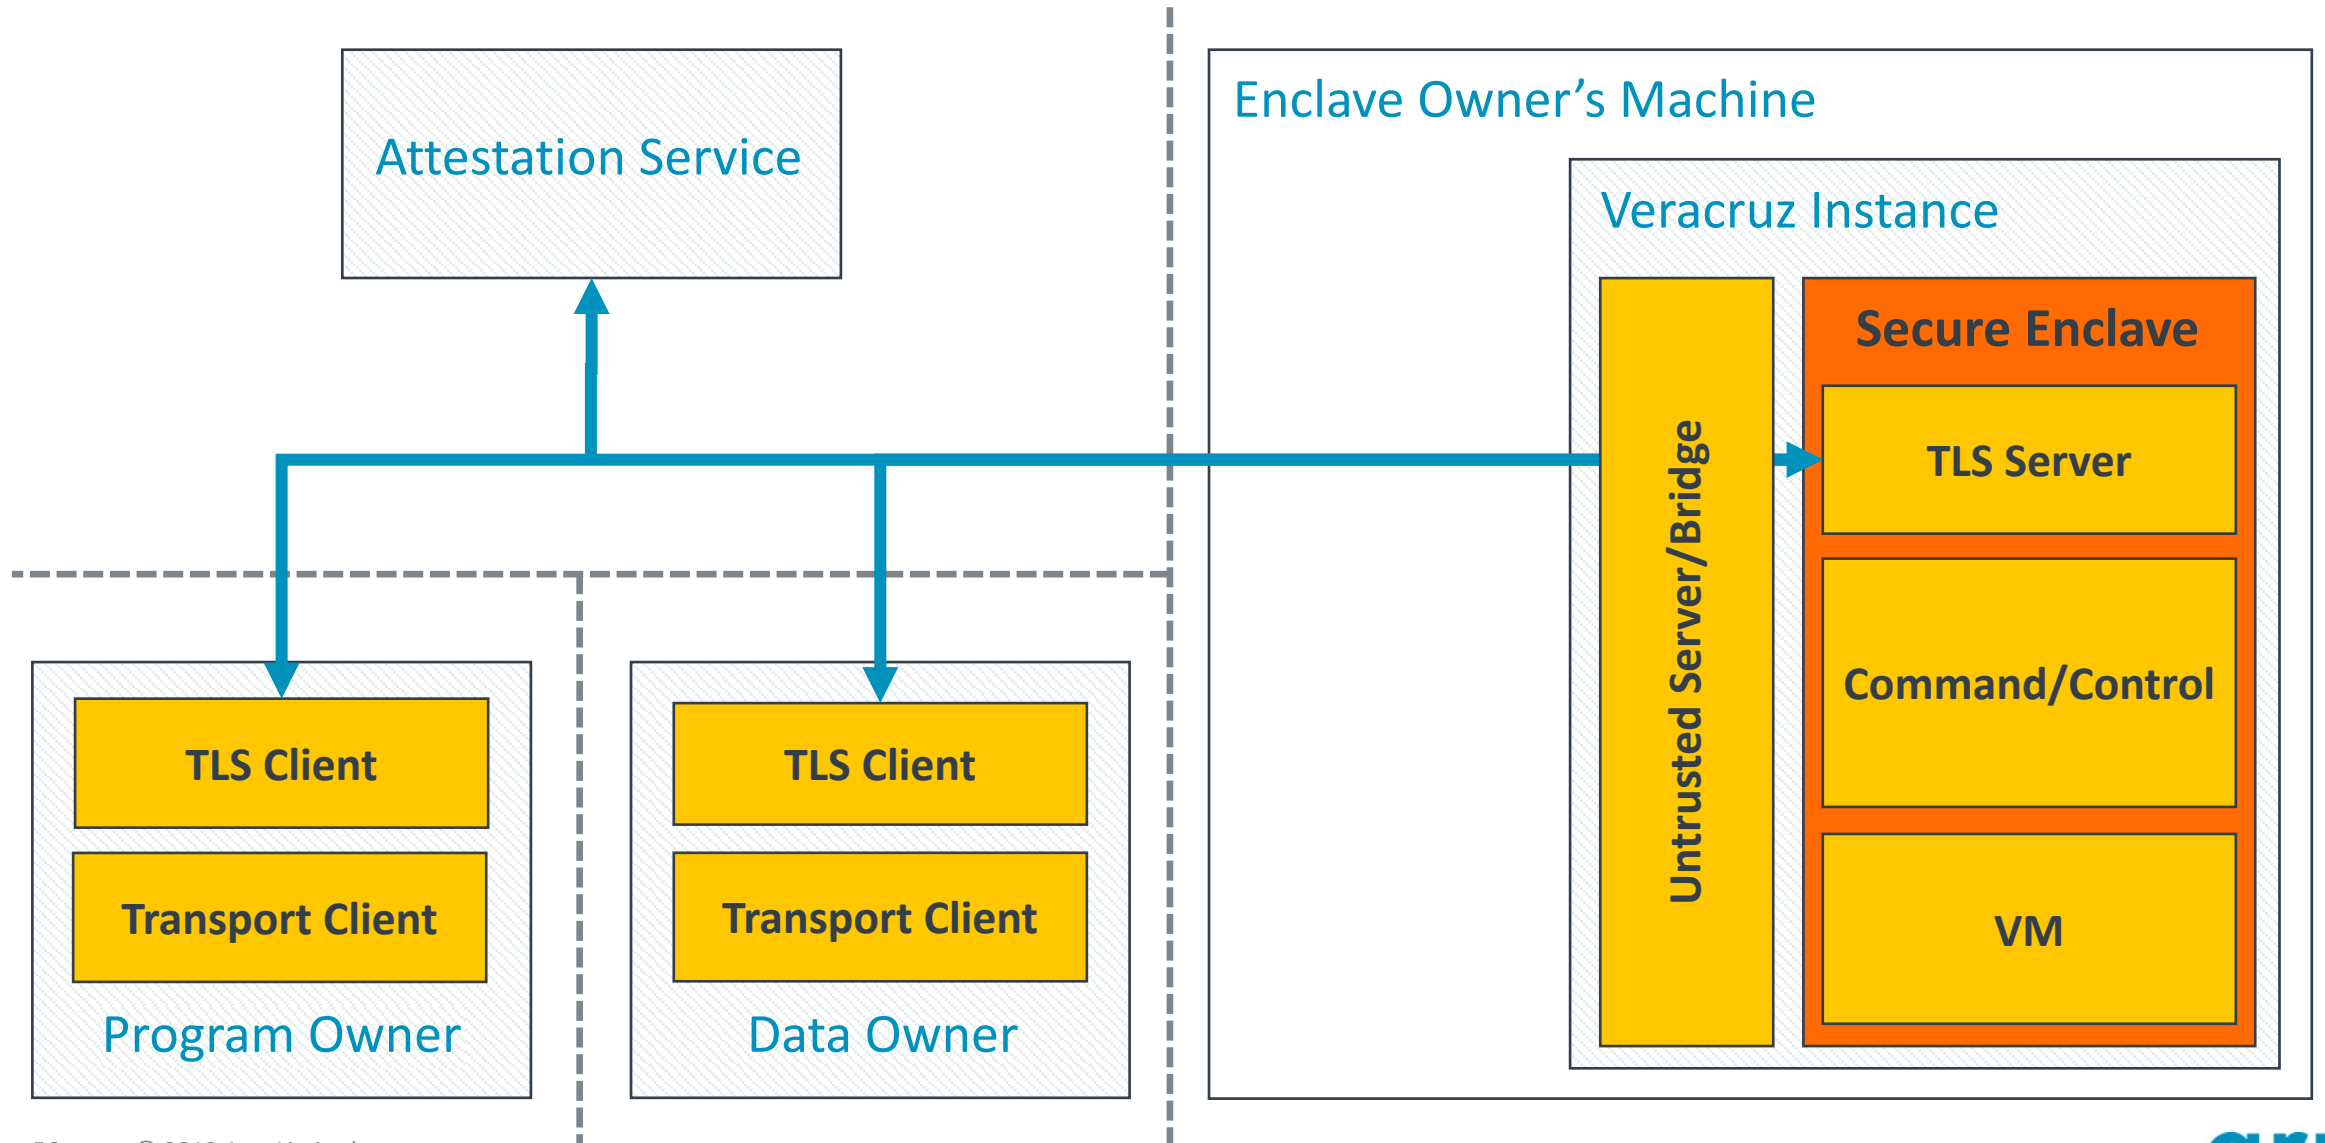 Attestation Service
Enclave Owner’s Machine
Veracruz Instance
Untrusted Server/Bridge
Secure Enclave
TLS Server
Command/Control
VM
TLS Client
Transport Client
Program Owner
TLS Client
Transport Client
Data Owner